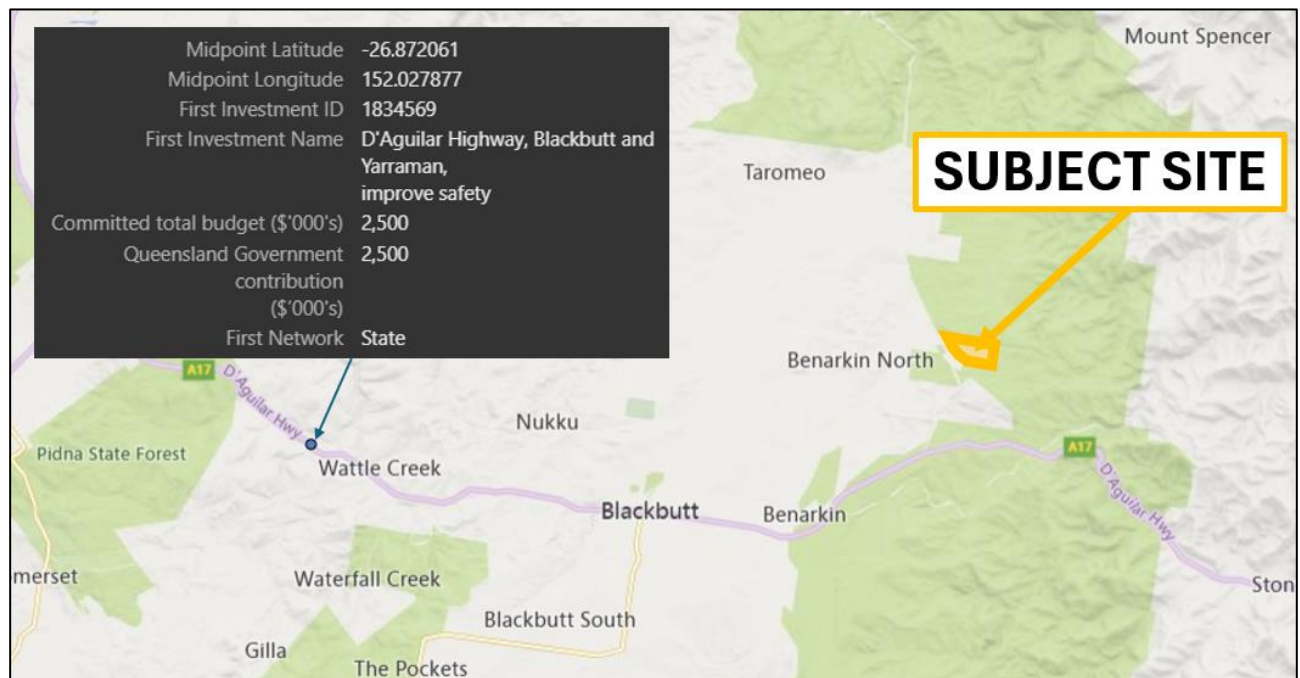 Midpoint Latitude -26.872061
Midpoint Longitude 152.027877
First Investment ID 1834569
First Investment Name D'Aguilar Highway, Blackbutt and
Yarraman,
improve safety
Committed total budget ($'000's) 2,500
Queensland Government 2,500
contribution
($'000's)
First Network State
Mount Spencer
Taromeo
SUBJECT SITE
Benarkin North
A17
D'Aguilar Hwy
Nukku
Pidna State Forest
Wattle Creek
A17
D'Aguilar Hwy
Blackbutt
Benarkin
merset
Waterfall Creek
Ston
Blackbutt South
Gilla
The Pockets